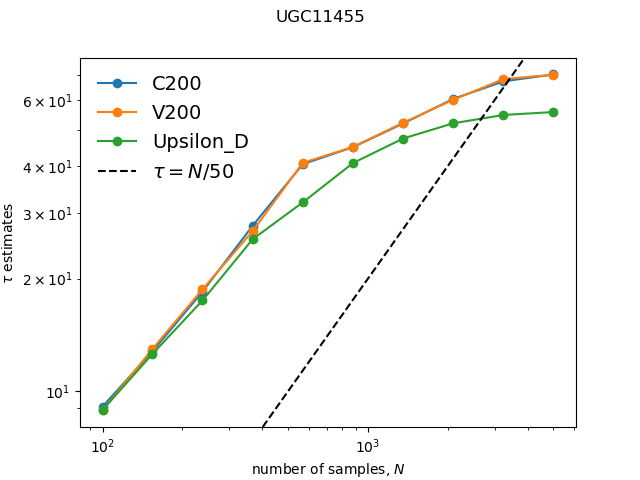 UGC11455
C200
V200
Upsilon_D
τ = N/50
6 × 10¹
4 × 10¹
3 × 10¹
2 × 10¹
10¹
τ estimates
10² 10³
number of samples, N